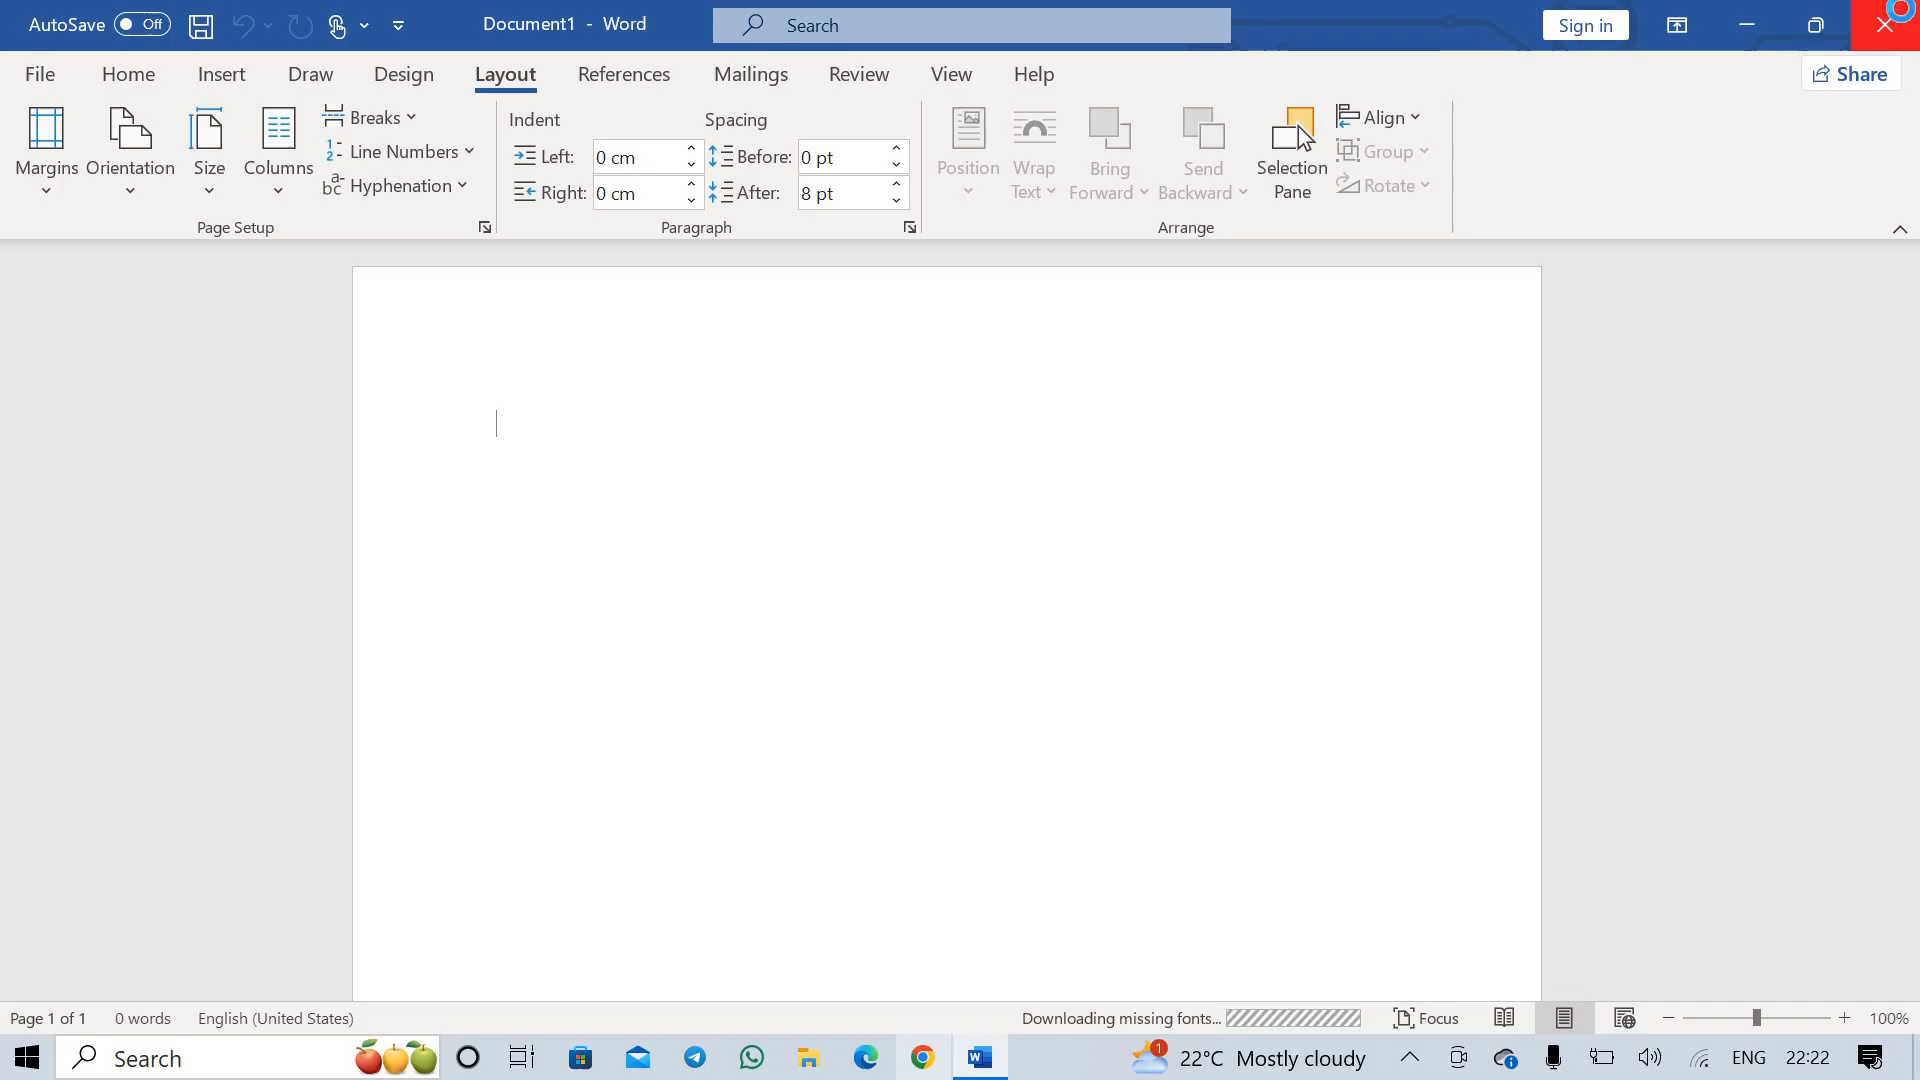 AutoSave Off Document1 - Word Search Sign in
File Home Insert Draw Design Layout References Mailings Review View Help Share
Margins Orientation Size Columns Breaks Line Numbers Hyphenation
Page Setup
Indent Spacing
Left: 0 cm Before: 0 pt
Right: 0 cm After: 8 pt
Paragraph
Position Wrap Text Bring Forward Send Backward Selection Pane Align Group Rotate
Arrange
Page 1 of 1 0 words English (United States) Downloading missing fonts... Focus 100%
Search 1 22°C Mostly cloudy ENG 22:22